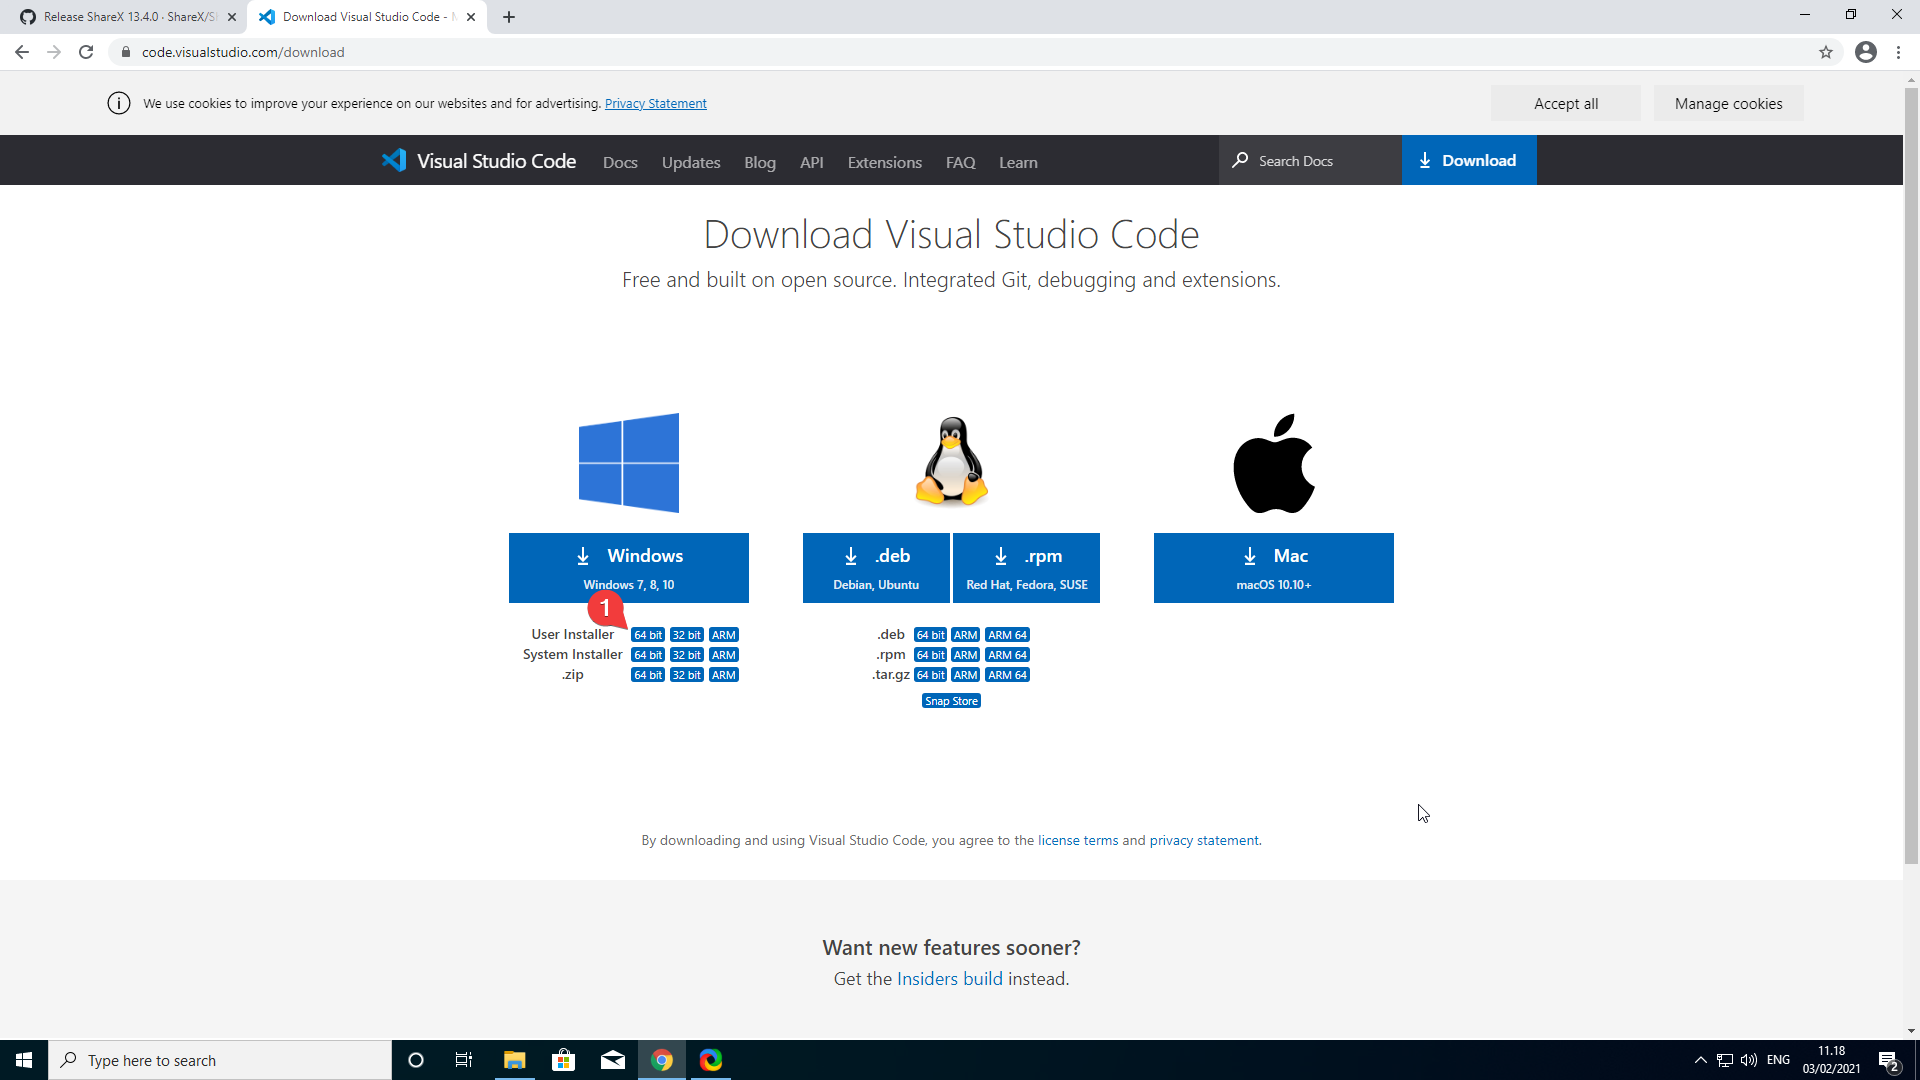 Release ShareX 13.4.0 · ShareX/S
Download Visual Studio Code -
code.visualstudio.com/download
We use cookies to improve your experience on our websites and for advertising. Privacy Statement
Accept all
Manage cookies
Visual Studio Code
Docs
Updates
Blog
API
Extensions
FAQ
Learn
Search Docs
Download
Download Visual Studio Code
Free and built on open source. Integrated Git, debugging and extensions.
Windows
Windows 7, 8, 10
.deb
Debian, Ubuntu
.rpm
Red Hat, Fedora, SUSE
Mac
macOS 10.10+
1
User Installer 64 bit 32 bit ARM
System Installer 64 bit 32 bit ARM
.zip 64 bit 32 bit ARM
.deb 64 bit ARM ARM 64
.rpm 64 bit ARM ARM 64
.tar.gz 64 bit ARM ARM 64
Snap Store
By downloading and using Visual Studio Code, you agree to the license terms and privacy statement.
Want new features sooner?
Get the Insiders build instead.
Type here to search
ENG
11.18
03/02/2021
2